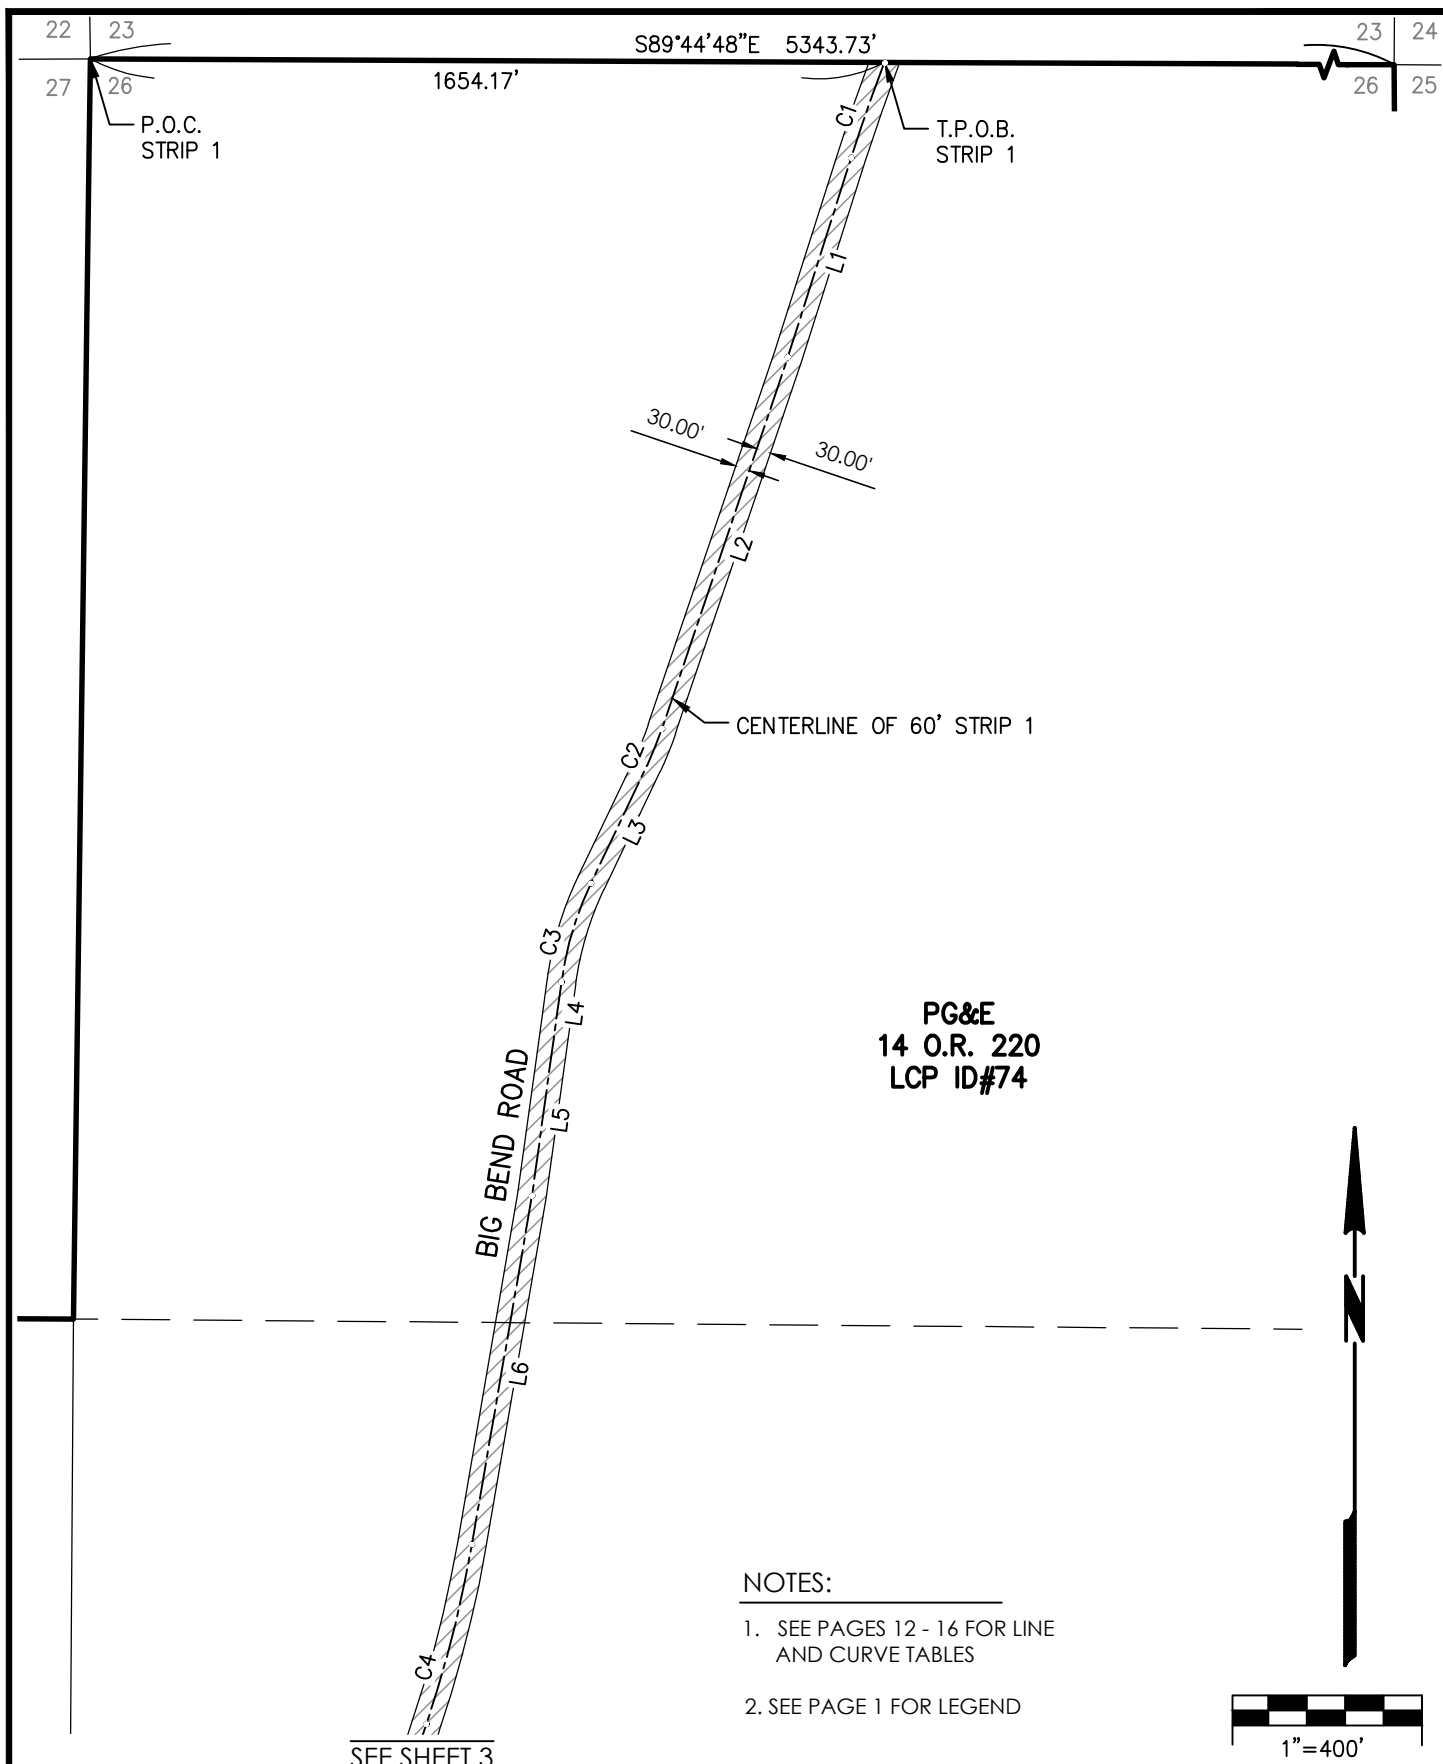 22 23
S89°44'48"E 5343.73'
23 24
27 26
1654.17'
26 25
P.O.C.
STRIP 1
C1
T.P.O.B.
STRIP 1
L1
30.00'
30.00'
L2
CENTERLINE OF 60' STRIP 1
C2
L3
C3
PG&E
14 O.R. 220
LCP ID#74
L4
BIG BEND ROAD
L5
N
L6
NOTES:
1. SEE PAGES 12 - 16 FOR LINE
AND CURVE TABLES
C4
2. SEE PAGE 1 FOR LEGEND
SEE SHEET 3
1"=400'